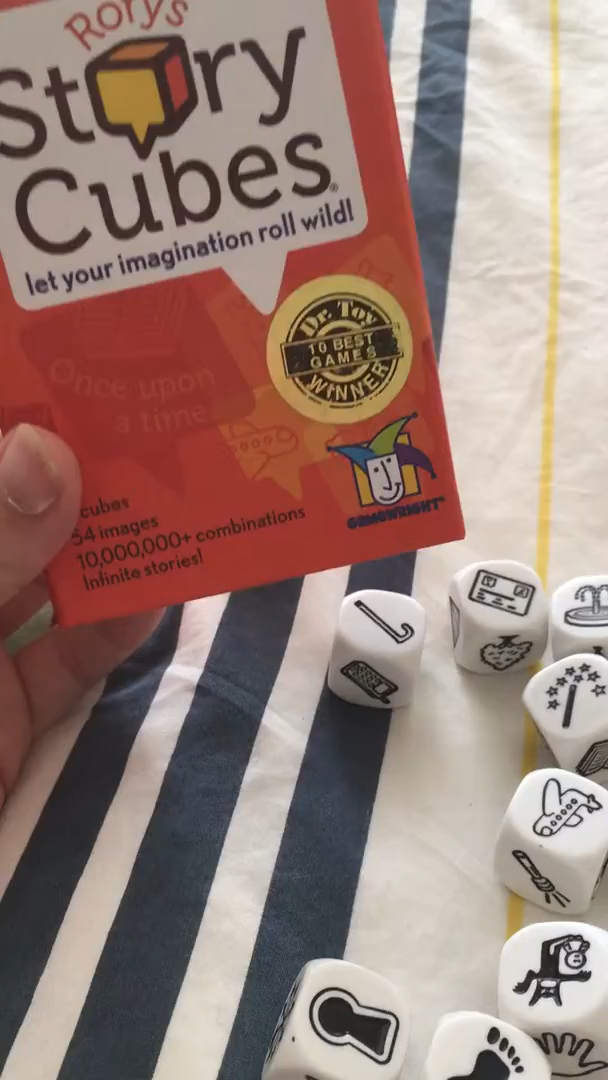 Rory's
Story
Cubes®
let your imagination roll wild!
Dr. Toy
10 BEST
GAMES
WINNER
Once upon
a time
cubes
54 images
10,000,000+ combinations
Infinite stories!
GAMEWRIGHT®